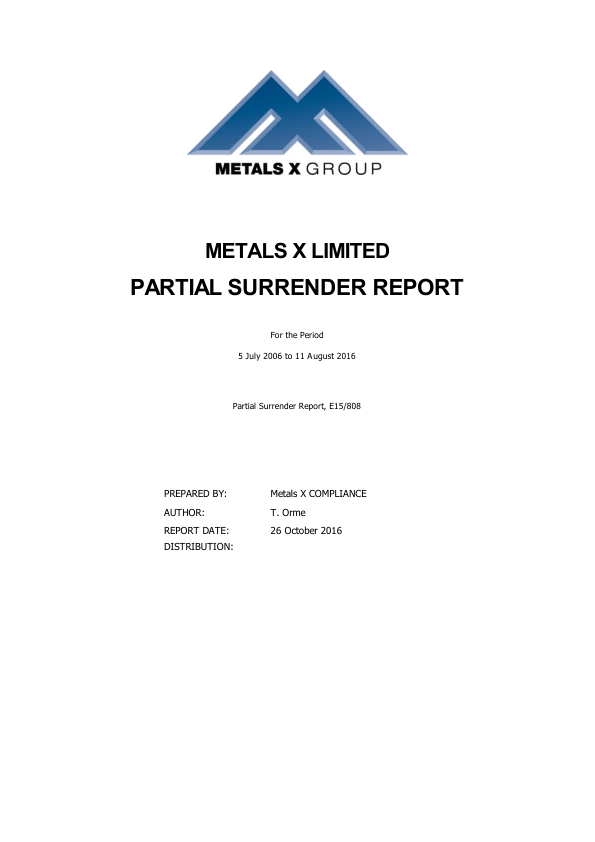 METALS X GROUP
METALS X LIMITED
PARTIAL SURRENDER REPORT
For the Period
5 July 2006 to 11 August 2016
Partial Surrender Report, E15/808
PREPARED BY: Metals X COMPLIANCE
AUTHOR: T. Orme
REPORT DATE: 26 October 2016
DISTRIBUTION: